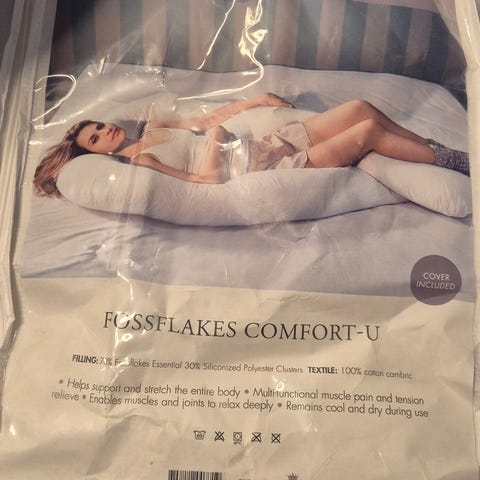 COVER
INCLUDED
FOSSFLAKES COMFORT-U
FILLING: 70% Fossflakes Essential 30% Siliconized Polyester Clusters TEXTILE: 100% cotton cambric
• Helps support and stretch the entire body • Multi-functional muscle pain and tension
relieve • Enables muscles and joints to relax deeply • Remains cool and dry during use
60